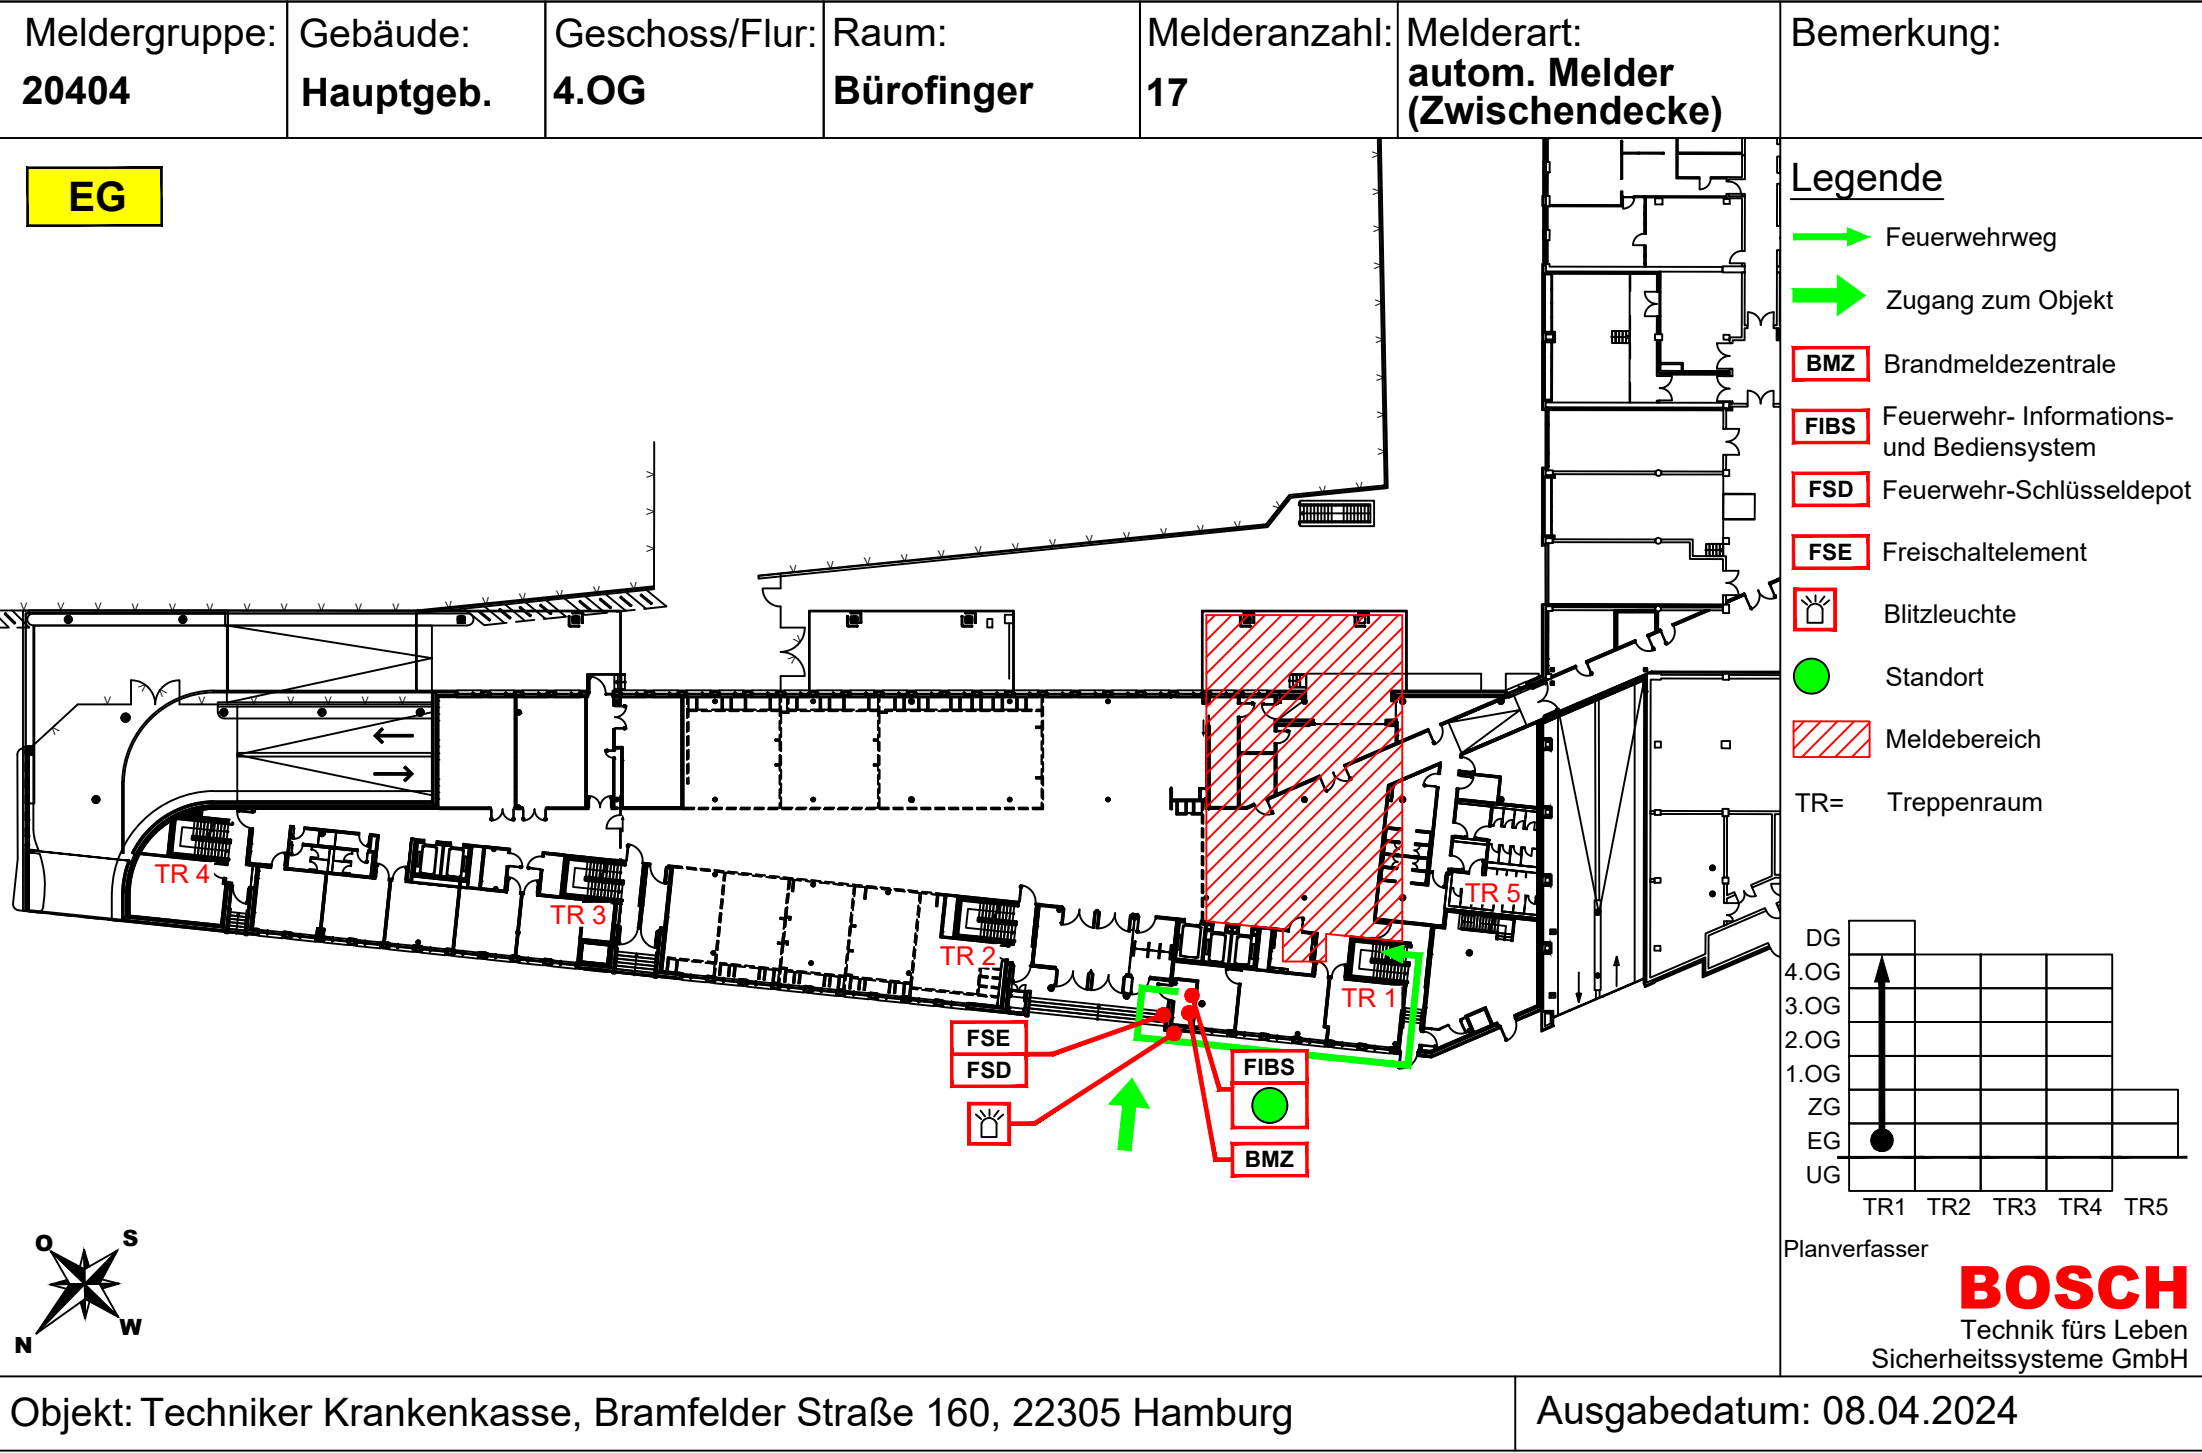 Meldergruppe:
20404
Gebäude:
Hauptgeb.
Geschoss/Flur:
4.OG
Raum:
Bürofinger
Melderanzahl:
17
Melderart:
autom. Melder
(Zwischendecke)
Bemerkung:
EG
Legende
Feuerwehrweg
Zugang zum Objekt
BMZ Brandmeldezentrale
FIBS Feuerwehr- Informations-
und Bediensystem
FSD Feuerwehr-Schlüsseldepot
FSE Freischaltelement
Blitzleuchte
Standort
Meldebereich
TR= Treppenraum
TR 4
TR 3
TR 2
TR 1
TR 5
FSE
FSD
FIBS
BMZ
DG
4.OG
3.OG
2.OG
1.OG
ZG
EG
UG
TR1 TR2 TR3 TR4 TR5
O S
N W
Planverfasser
BOSCH
Technik fürs Leben
Sicherheitssysteme GmbH
Objekt: Techniker Krankenkasse, Bramfelder Straße 160, 22305 Hamburg
Ausgabedatum: 08.04.2024